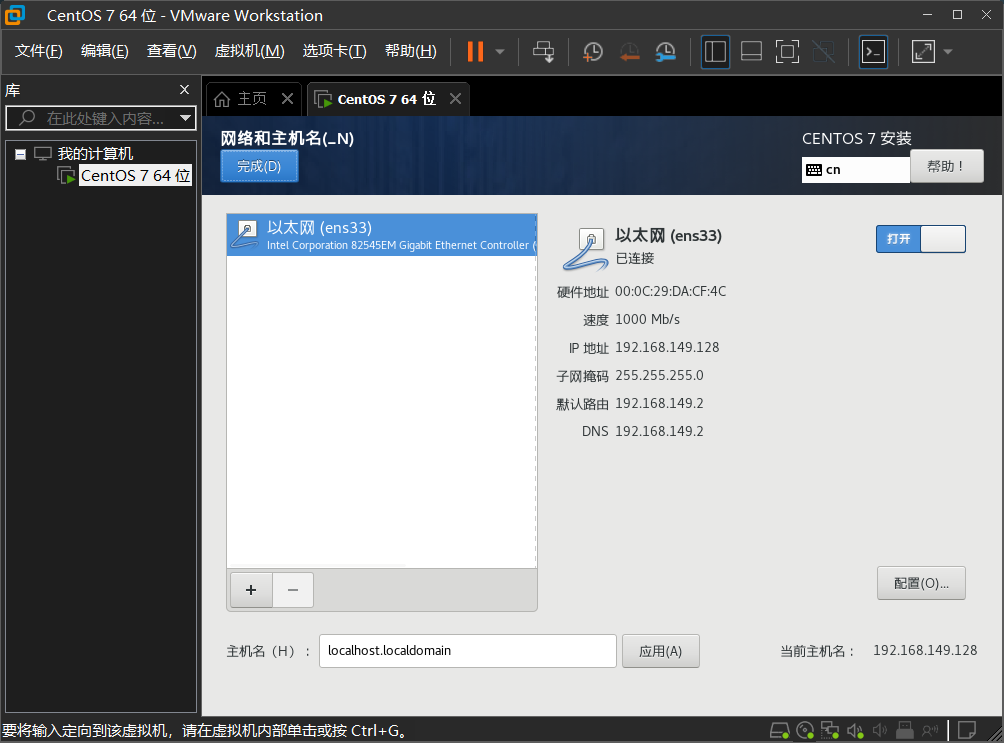 CentOS 7 64 位 - VMware Workstation
文件(F) 编辑(E) 查看(V) 虚拟机(M) 选项卡(T) 帮助(H)
库
在此处键入内容...
我的计算机
CentOS 7 64 位
主页
CentOS 7 64 位
网络和主机名(_N)
完成(D)
CENTOS 7 安装
cn
帮助！
以太网 (ens33)
Intel Corporation 82545EM Gigabit Ethernet Controller (
以太网 (ens33)
已连接
打开
硬件地址 00:0C:29:DA:CF:4C
速度 1000 Mb/s
IP 地址 192.168.149.128
子网掩码 255.255.255.0
默认路由 192.168.149.2
DNS 192.168.149.2
+ −
配置(O)...
主机名（H）： localhost.localdomain 应用(A) 当前主机名： 192.168.149.128
要将输入定向到该虚拟机，请在虚拟机内部单击或按 Ctrl+G。